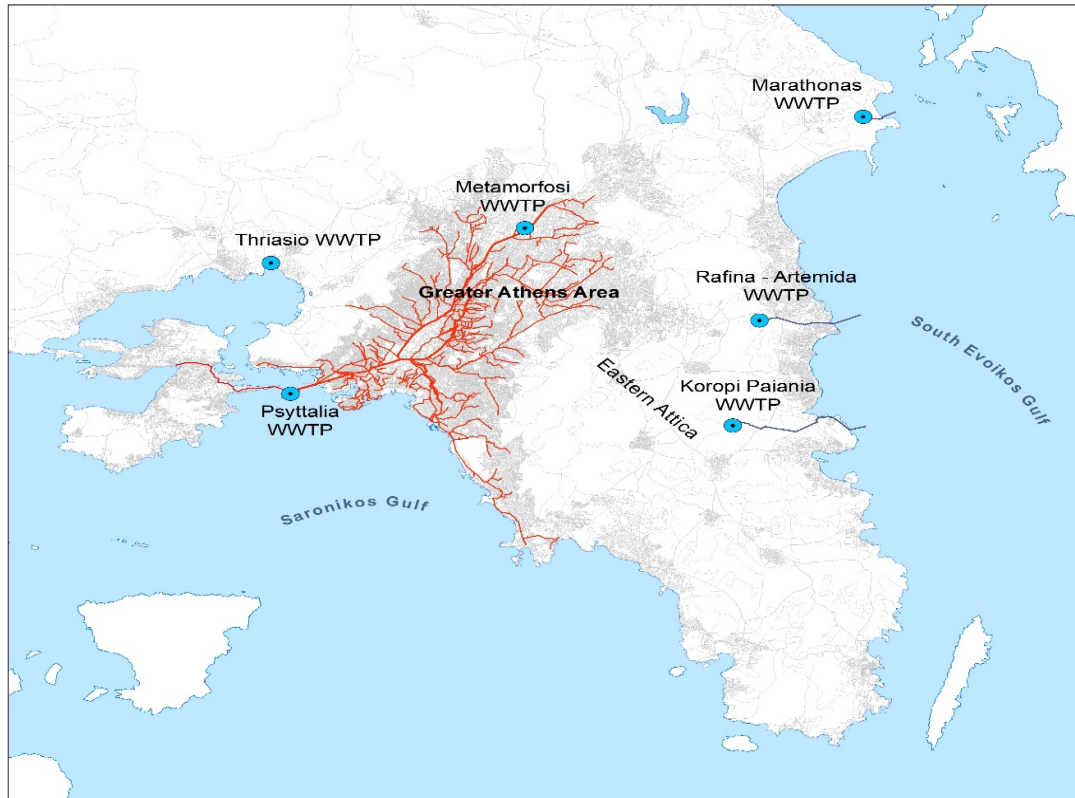 Marathonas
WWTP
Metamorfosi
WWTP
Thriasio WWTP
Rafina - Artemida
WWTP
Greater Athens Area
South Evoikos Gulf
Eastern Attica
Koropi Paiania
WWTP
Psyttalia
WWTP
Saronikos Gulf